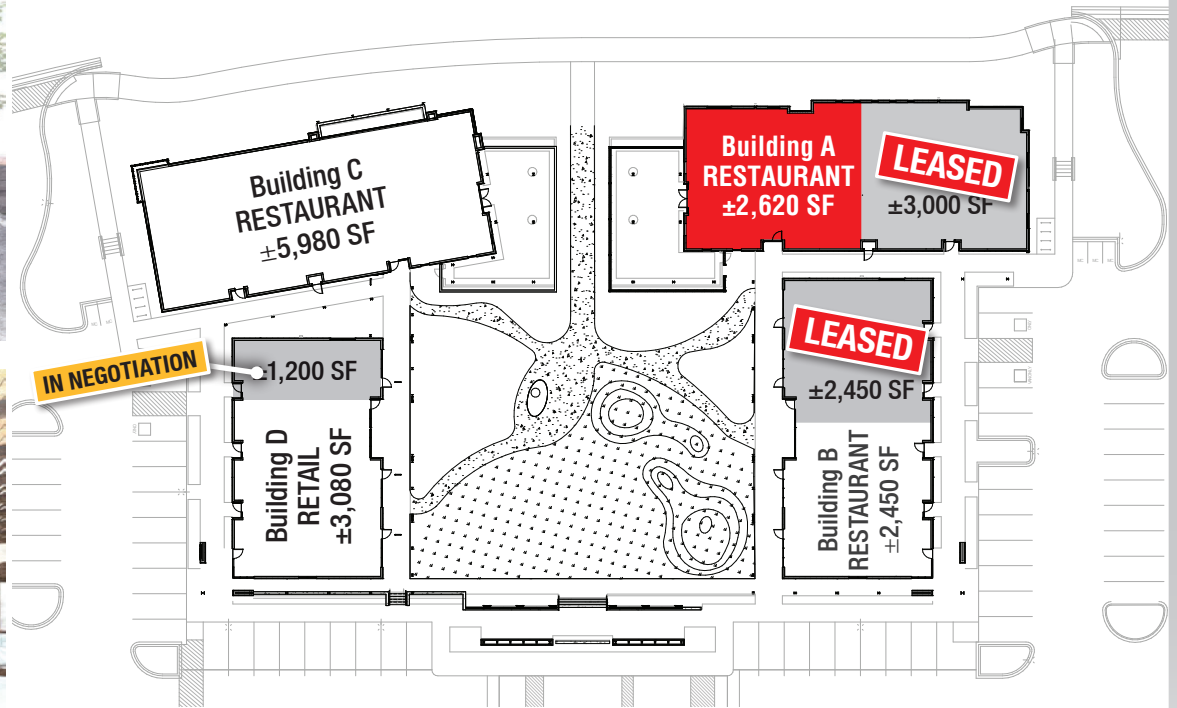 Building C
RESTAURANT
±5,980 SF
Building A
RESTAURANT
±2,620 SF
LEASED
±3,000 SF
IN NEGOTIATION
±1,200 SF
Building D
RETAIL
±3,080 SF
LEASED
±2,450 SF
Building B
RESTAURANT
±2,450 SF